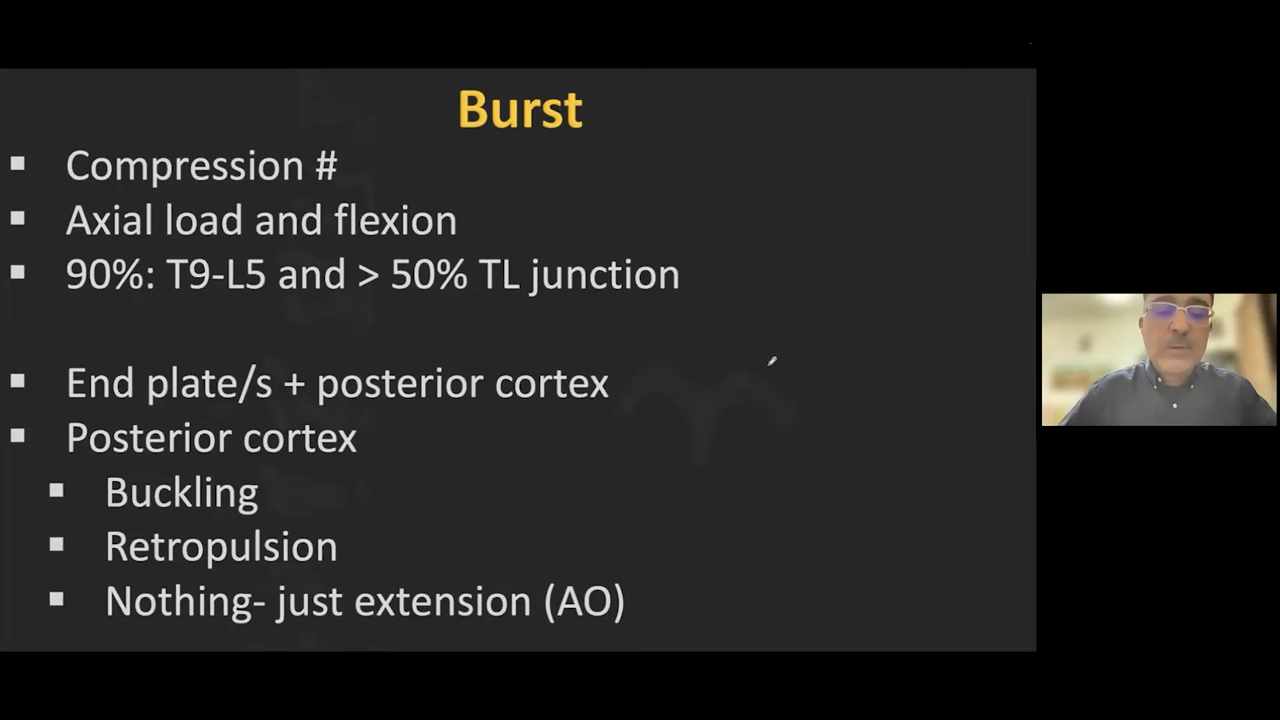 Burst
▪ Compression #
▪ Axial load and flexion
▪ 90%: T9-L5 and > 50% TL junction
▪ End plate/s + posterior cortex
▪ Posterior cortex
▪ Buckling
▪ Retropulsion
▪ Nothing- just extension (AO)